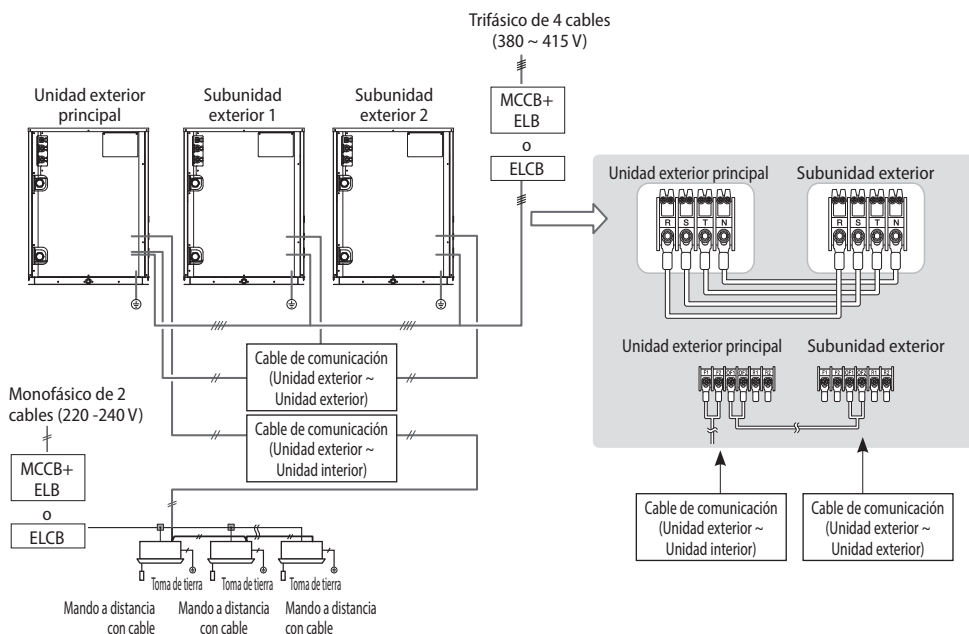 Trifásico de 4 cables
(380 ~ 415 V)
Unidad exterior
principal
Subunidad
exterior 1
Subunidad
exterior 2
MCCB+
ELB
o
ELCB
Unidad exterior principal
Subunidad exterior
R S T N
R S T N
Cable de comunicación
(Unidad exterior ~
Unidad exterior)
Unidad exterior principal
Subunidad exterior
Monofásico de 2
cables (220 -240 V)
Cable de comunicación
(Unidad exterior ~
Unidad interior)
MCCB+
ELB
o
ELCB
Cable de comunicación
(Unidad exterior ~
Unidad interior)
Cable de comunicación
(Unidad exterior ~
Unidad exterior)
Toma de tierra
Toma de tierra
Toma de tierra
Mando a distancia
con cable
Mando a distancia
con cable
Mando a distancia
con cable